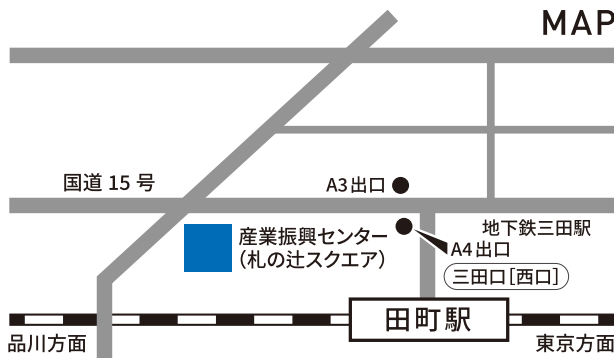 MAP
国道 15 号
A3出口
産業振興センター
（札の辻スクエア）
地下鉄三田駅
A4出口
三田口［西口］
田町駅
品川方面
東京方面